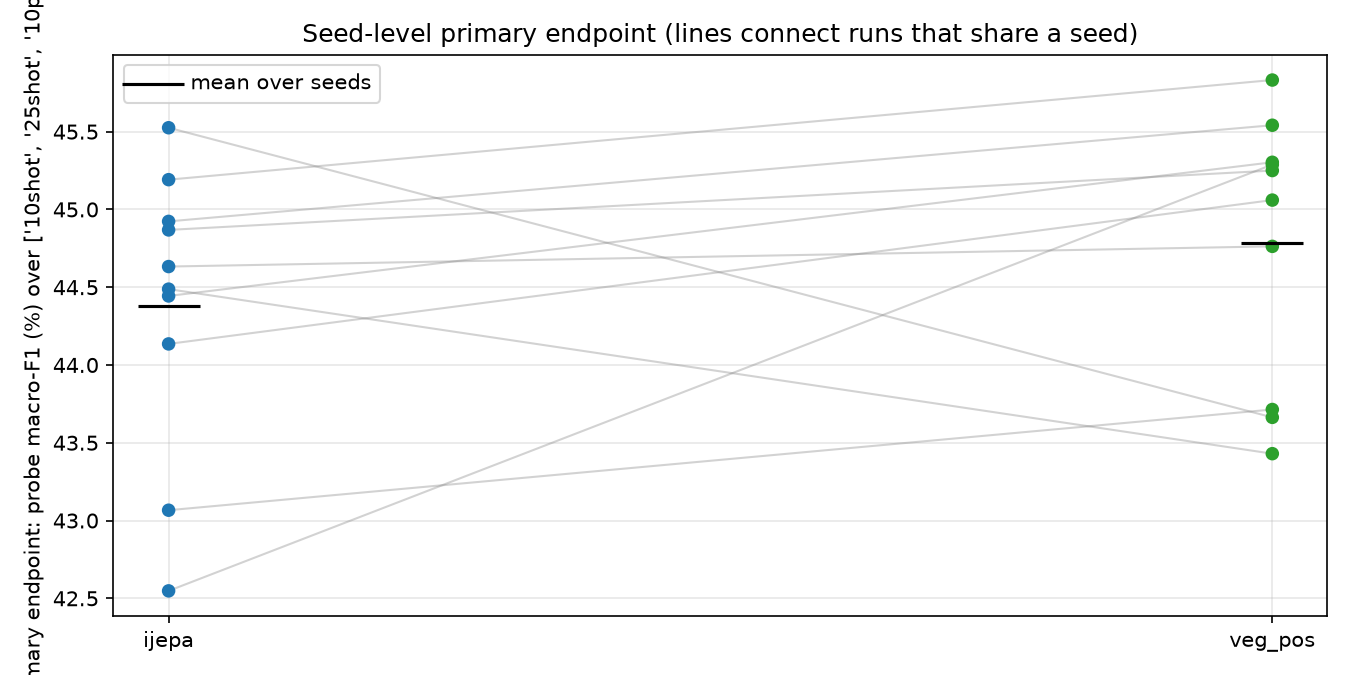 Seed-level primary endpoint (lines connect runs that share a seed)
mean over seeds
mary endpoint: probe macro-F1 (%) over ['10shot', '25shot', '10p
45.5
45.0
44.5
44.0
43.5
43.0
42.5
ijepa
veg_pos